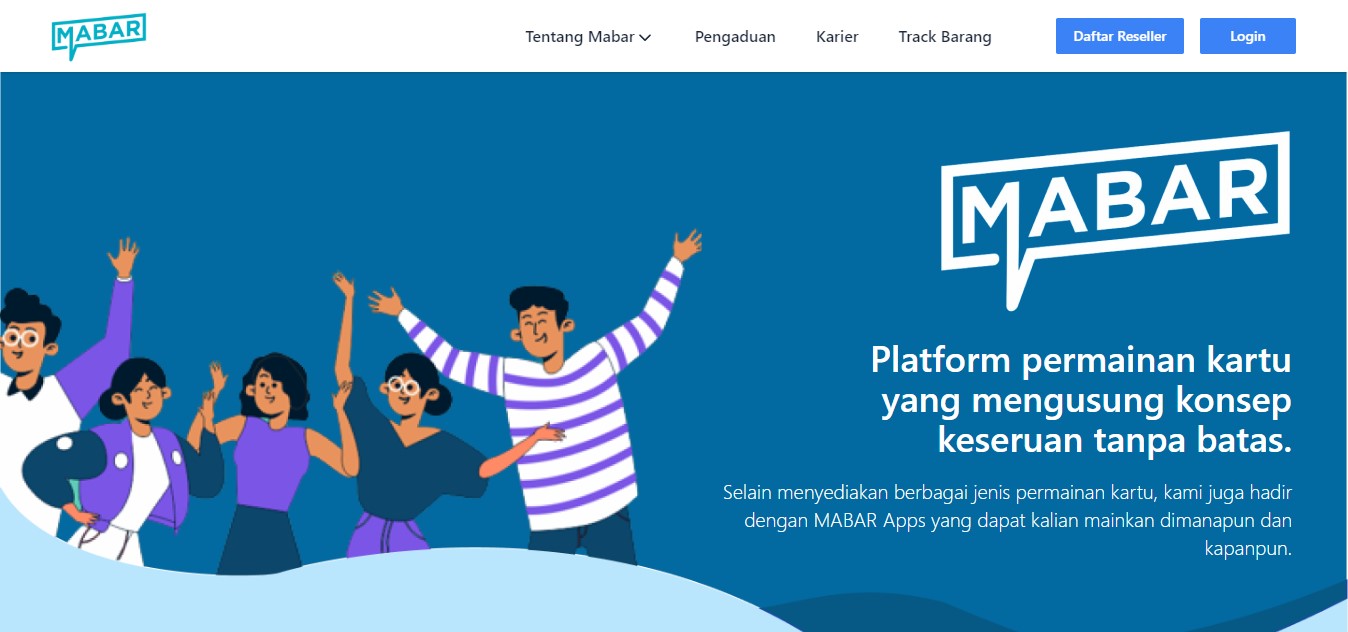 MABAR
Tentang Mabar
Pengaduan
Karier
Track Barang
Daftar Reseller
Login
MABAR
Platform permainan kartu
yang mengusung konsep
keseruan tanpa batas.
Selain menyediakan berbagai jenis permainan kartu, kami juga hadir
dengan MABAR Apps yang dapat kalian mainkan dimanapun dan
kapanpun.